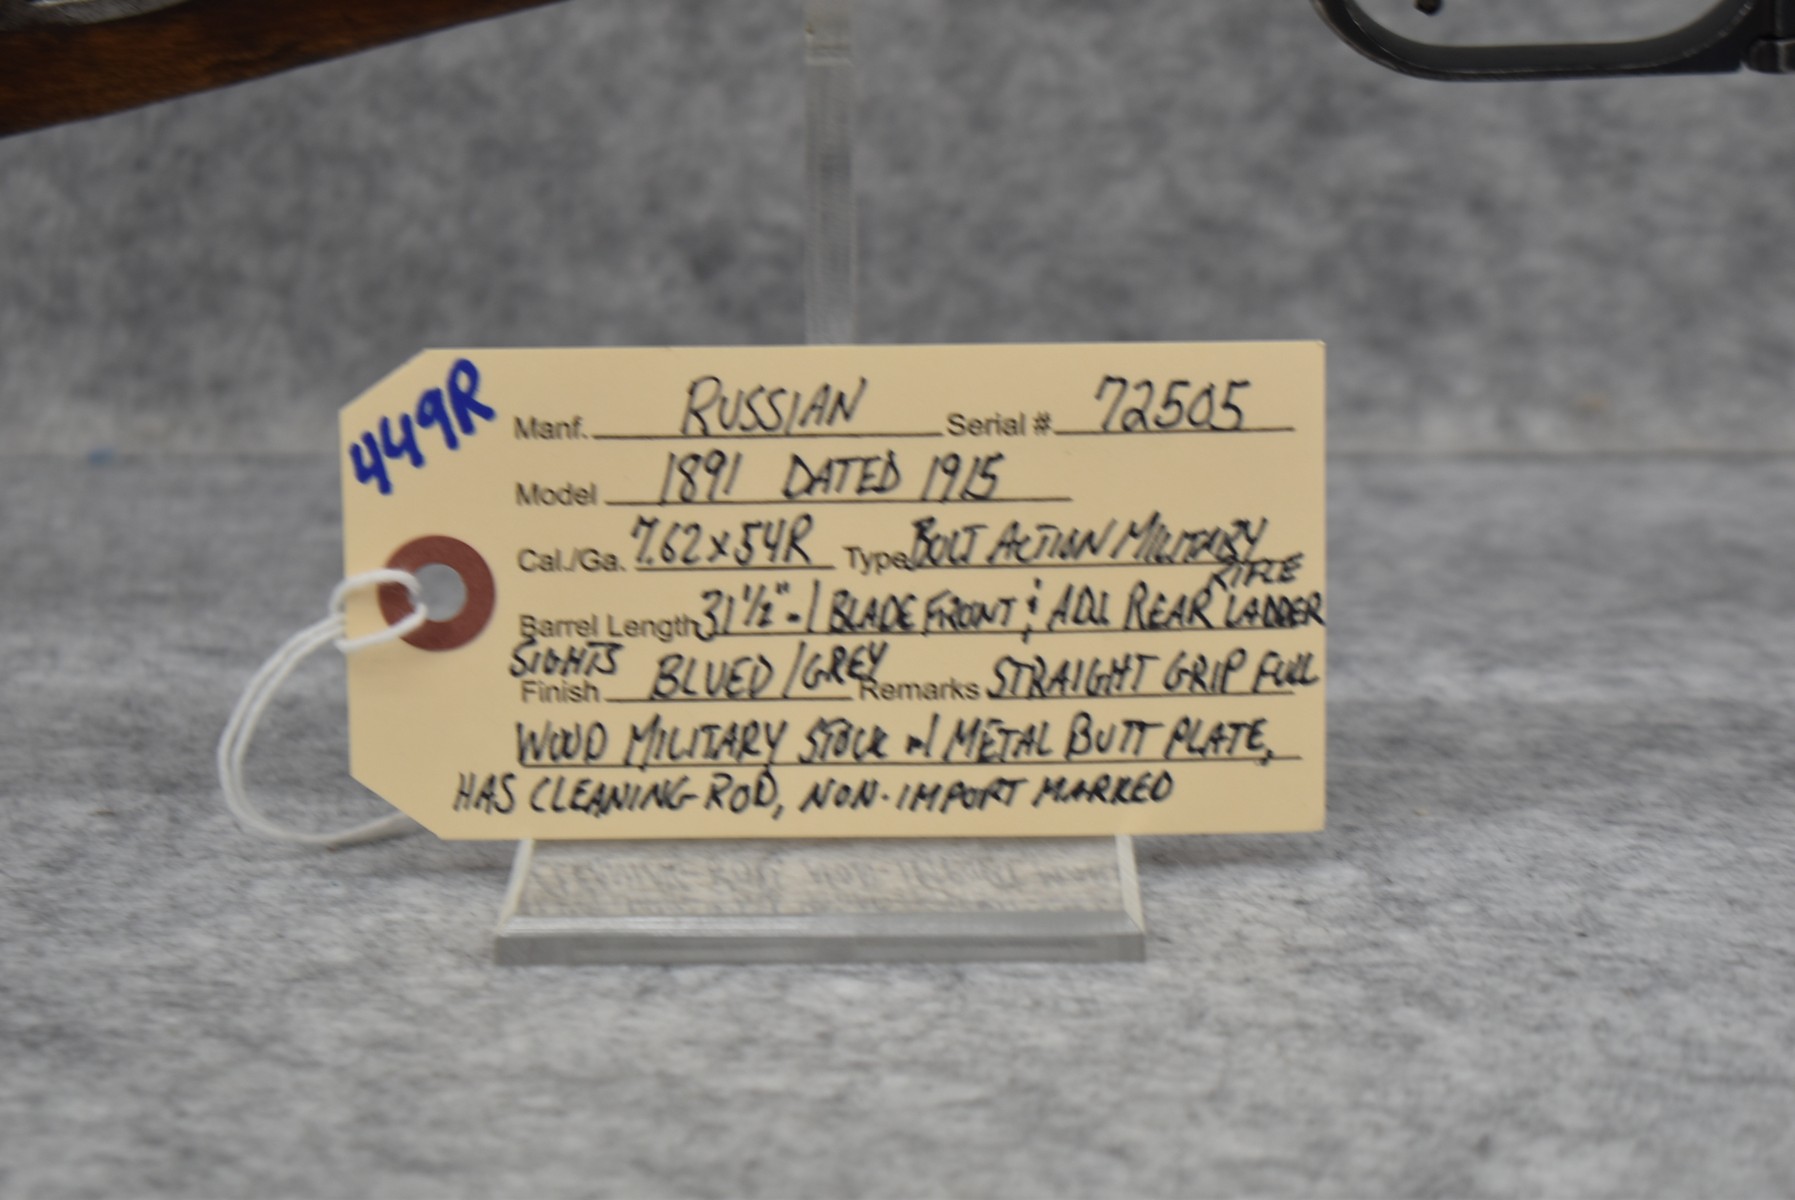 449R
Manf. RUSSIAN Serial # 72505
Model 1891 DATED 1915
Cal./Ga. 7.62x54R Type BOLT ACTION MILITARY
RIFLE
Barrel Length 31 1/2" - / BLADE FRONT & ADJ. REAR LADDER
SIGHTS
Finish BLUED/GREY Remarks STRAIGHT GRIP FULL
WOOD MILITARY STOCK w/ METAL BUTT PLATE,
HAS CLEANING ROD, NON-IMPORT MARKED